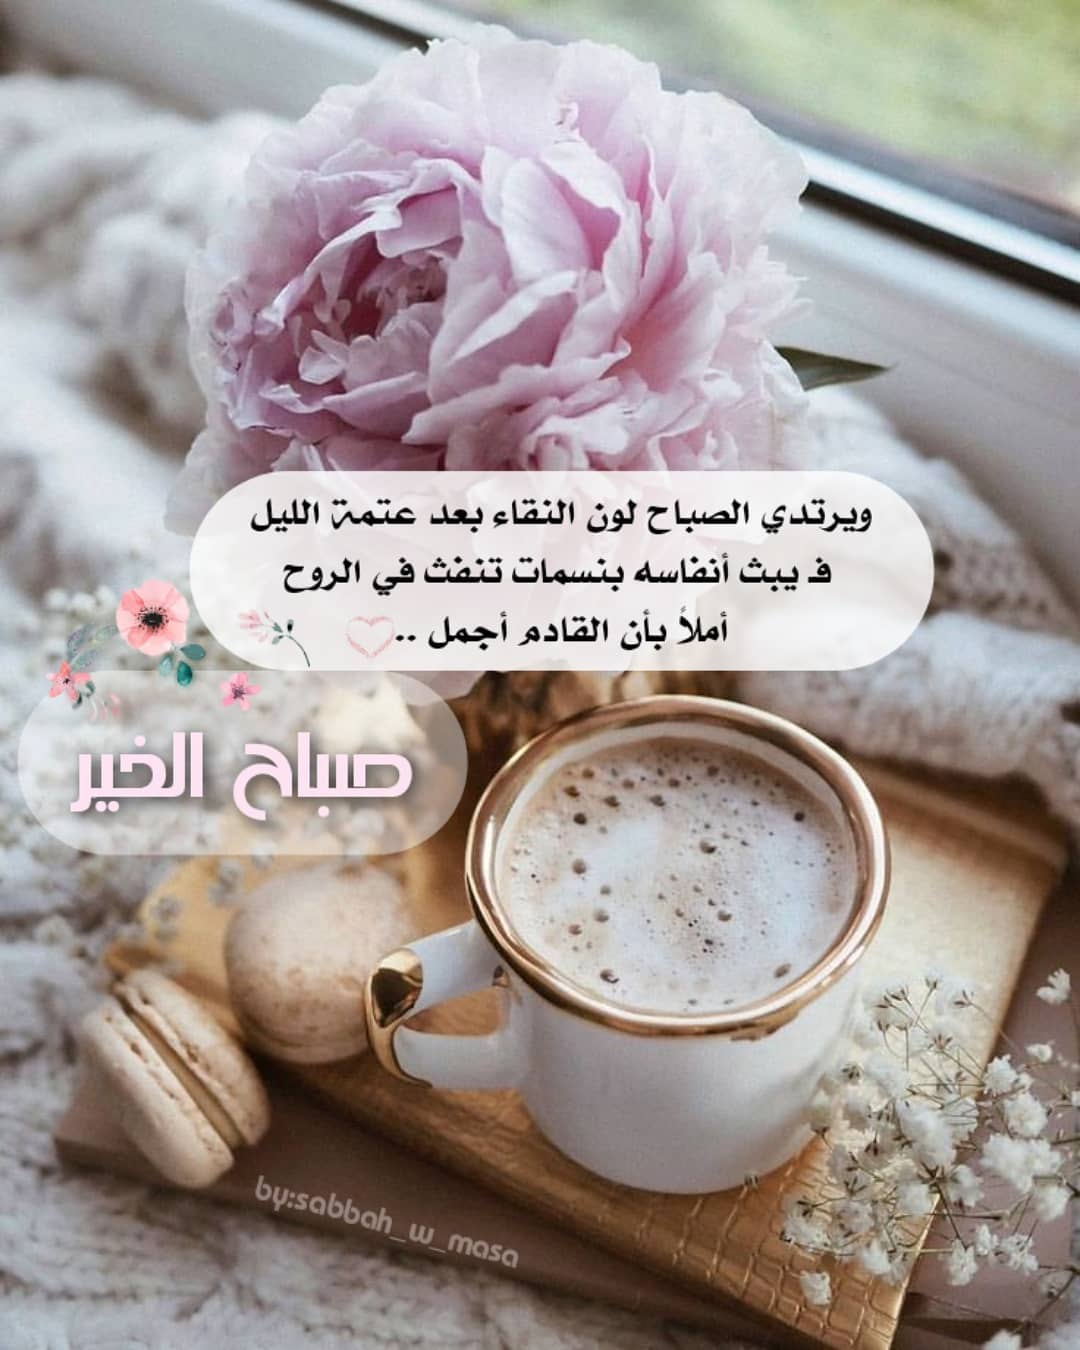 ويرتدي الصباح لون النقاء بعد عتمة الليل
فـ يبث أنفاسه بنسمات تنفث في الروح
أملاً بأن القادم أجمل ..
صباح الخير
by:sabbah_w_masa